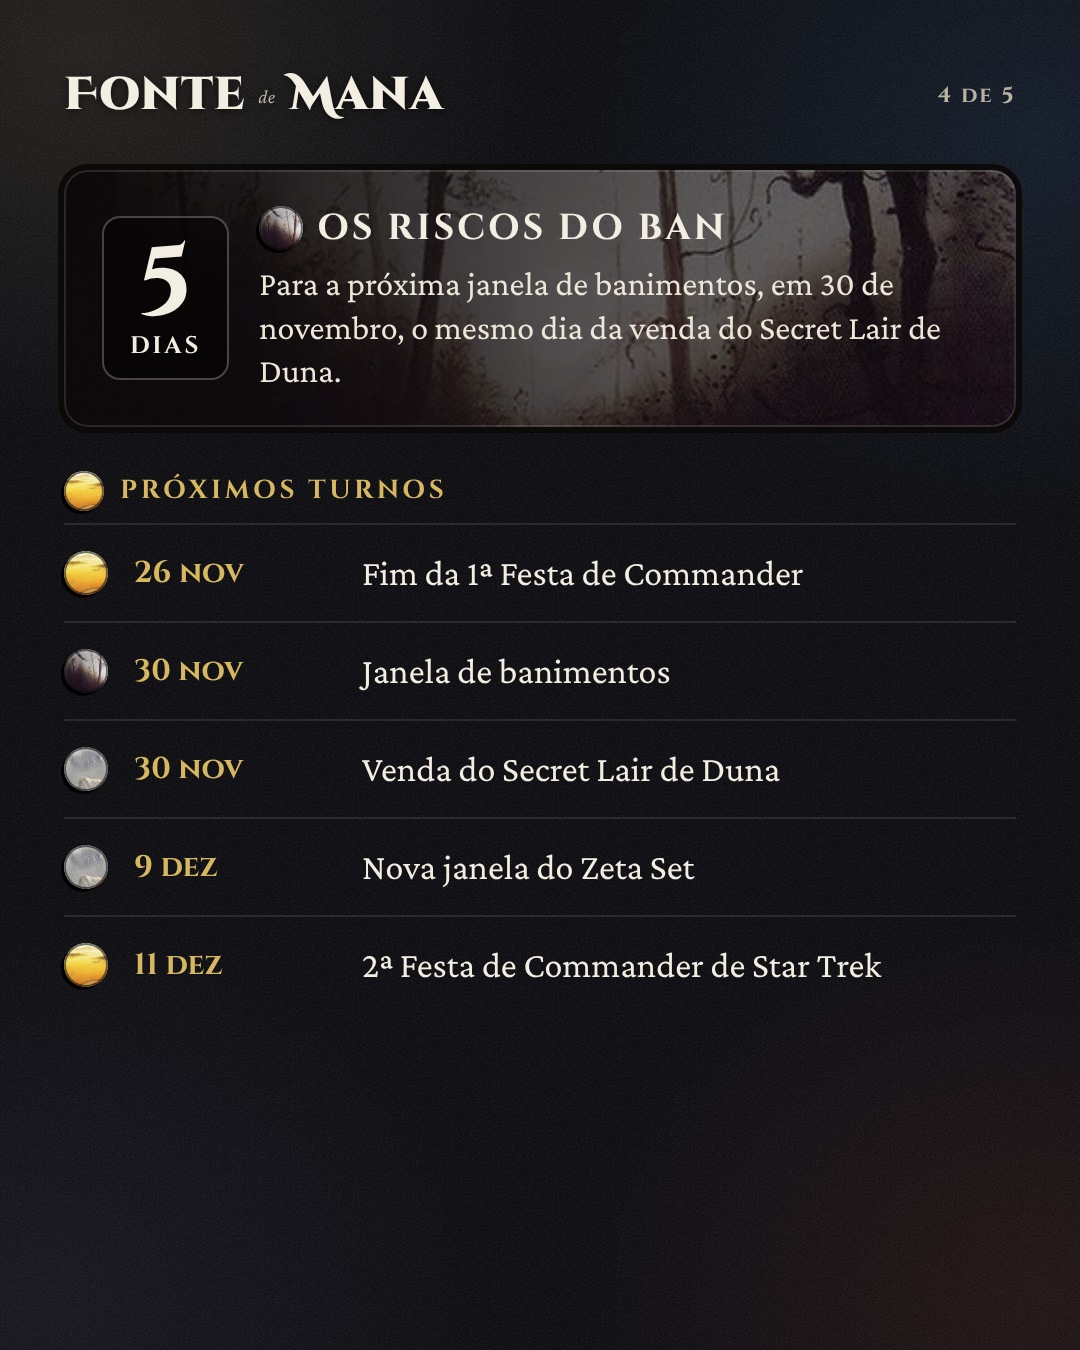 Fonte de Mana
4 DE 5
5
DIAS
OS RISCOS DO BAN
Para a próxima janela de banimentos, em 30 de
novembro, o mesmo dia da venda do Secret Lair de
Duna.
PRÓXIMOS TURNOS
26 NOV Fim da 1ª Festa de Commander
30 NOV Janela de banimentos
30 NOV Venda do Secret Lair de Duna
9 DEZ Nova janela do Zeta Set
11 DEZ 2ª Festa de Commander de Star Trek